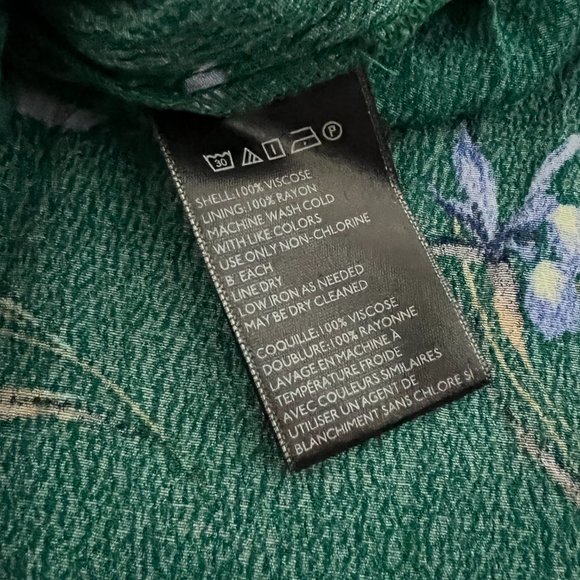 30 P
SHELL:100% VISCOSE
LINING:100% RAYON
MACHINE WASH COLD
WITH LIKE COLORS
USE ONLY NON-CHLORINE
B' EACH
LINE DRY
LOW IRON AS NEEDED
MAY BE DRY CLEANED
COQUILLE:100% VISCOSE
DOUBLURE:100% RAYONNE
LAVAGE EN MACHINE À
TEMPÉRATURE FROIDE
AVEC COULEURS SIMILAIRES
UTILISER UN AGENT DE
BLANCHIMENT SANS CHLORE SI